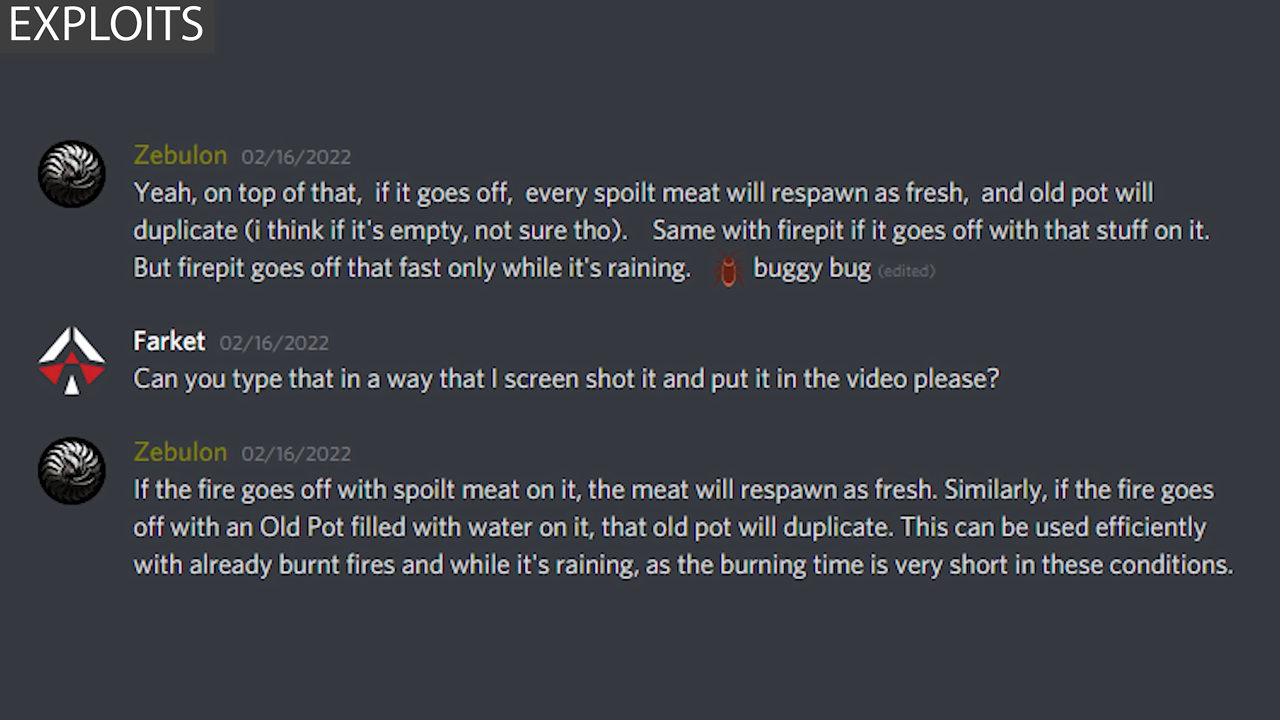 EXPLOITS
Zebulon 02/16/2022
Yeah, on top of that, if it goes off, every spoilt meat will respawn as fresh, and old pot will
duplicate (i think if it's empty, not sure tho). Same with firepit if it goes off with that stuff on it.
But firepit goes off that fast only while it's raining. buggy bug (edited)
Farket 02/16/2022
Can you type that in a way that I screen shot it and put it in the video please?
Zebulon 02/16/2022
If the fire goes off with spoilt meat on it, the meat will respawn as fresh. Similarly, if the fire goes
off with an Old Pot filled with water on it, that old pot will duplicate. This can be used efficiently
with already burnt fires and while it's raining, as the burning time is very short in these conditions.